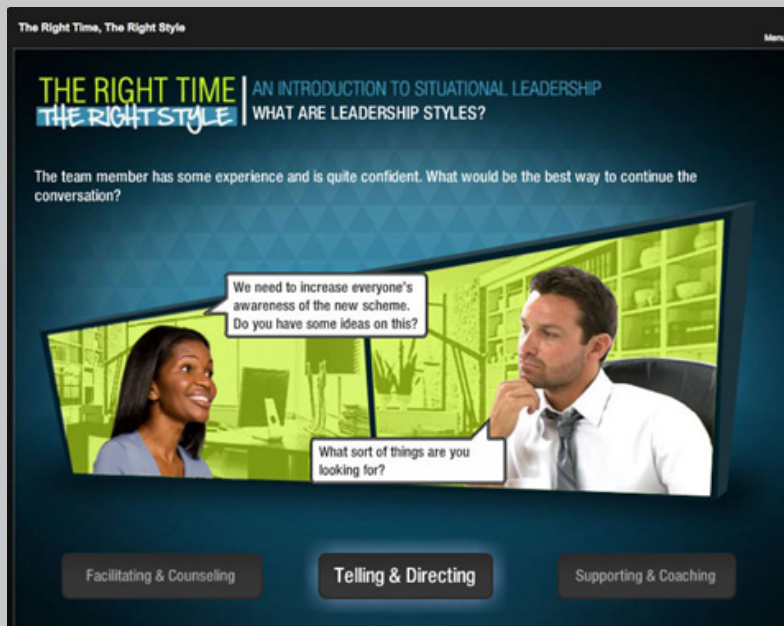 The Right Time, The Right Style
Menu
THE RIGHT TIME
THE RIGHT STYLE
AN INTRODUCTION TO SITUATIONAL LEADERSHIP
WHAT ARE LEADERSHIP STYLES?
The team member has some experience and is quite confident. What would be the best way to continue the
conversation?
We need to increase everyone's
awareness of the new scheme.
Do you have some ideas on this?
What sort of things are you
looking for?
Facilitating & Counseling
Telling & Directing
Supporting & Coaching